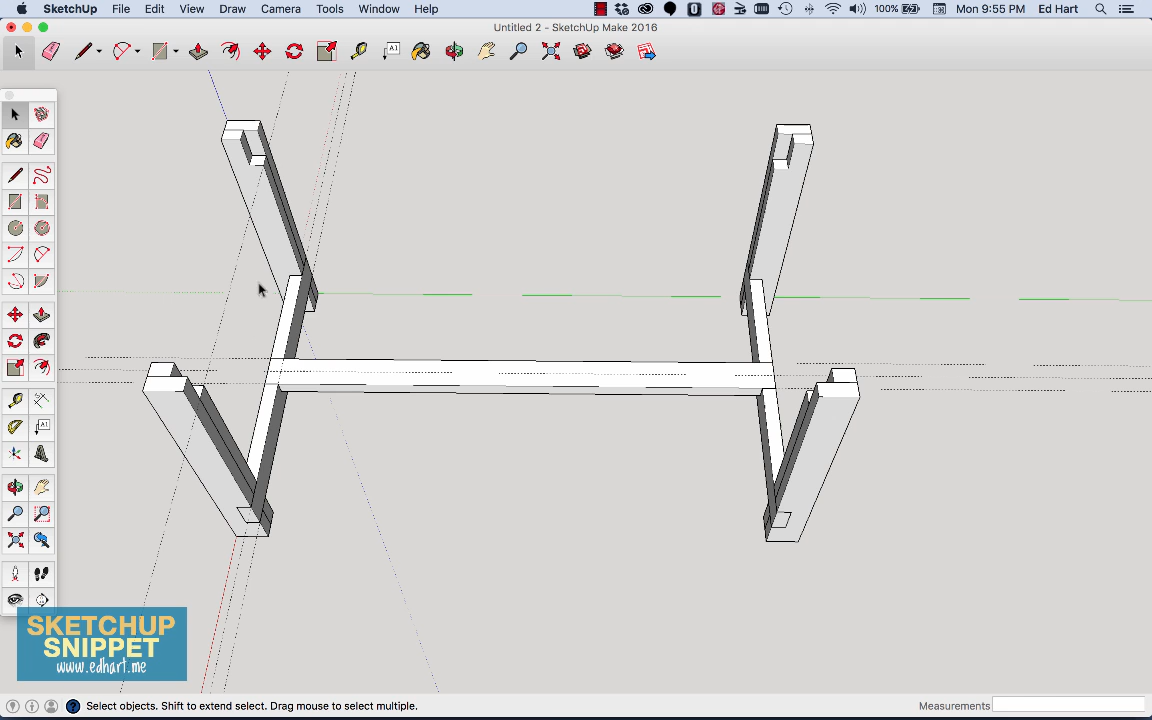 SketchUp File Edit View Draw Camera Tools Window Help 100% Mon 9:55 PM Ed Hart
Untitled 2 - SketchUp Make 2016
A1
A1
SKETCHUP
SNIPPET
www.edhart.me
Select objects. Shift to extend select. Drag mouse to select multiple.
Measurements